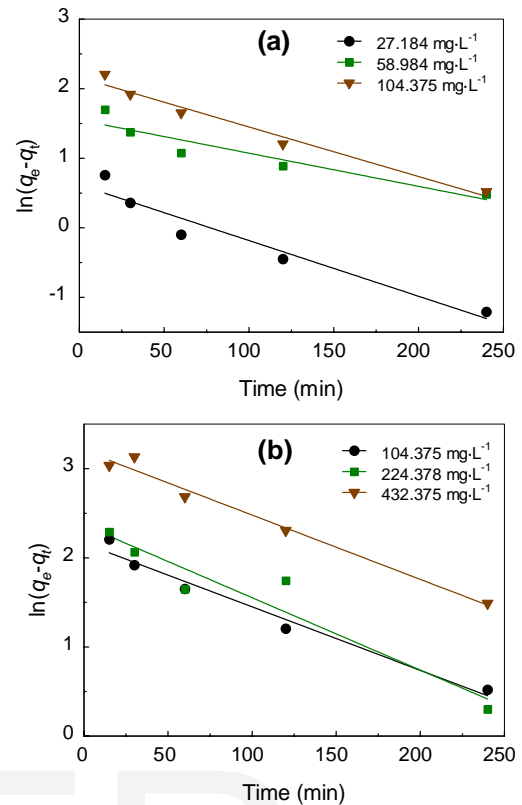 (a)
27.184 mg·L⁻¹
58.984 mg·L⁻¹
104.375 mg·L⁻¹
ln(qₑ-qₜ)
3
2
1
0
-1
0 50 100 150 200 250
Time (min)
(b)
104.375 mg·L⁻¹
224.378 mg·L⁻¹
432.375 mg·L⁻¹
ln(qₑ-qₜ)
3
2
1
0
0 50 100 150 200 250
Time (min)